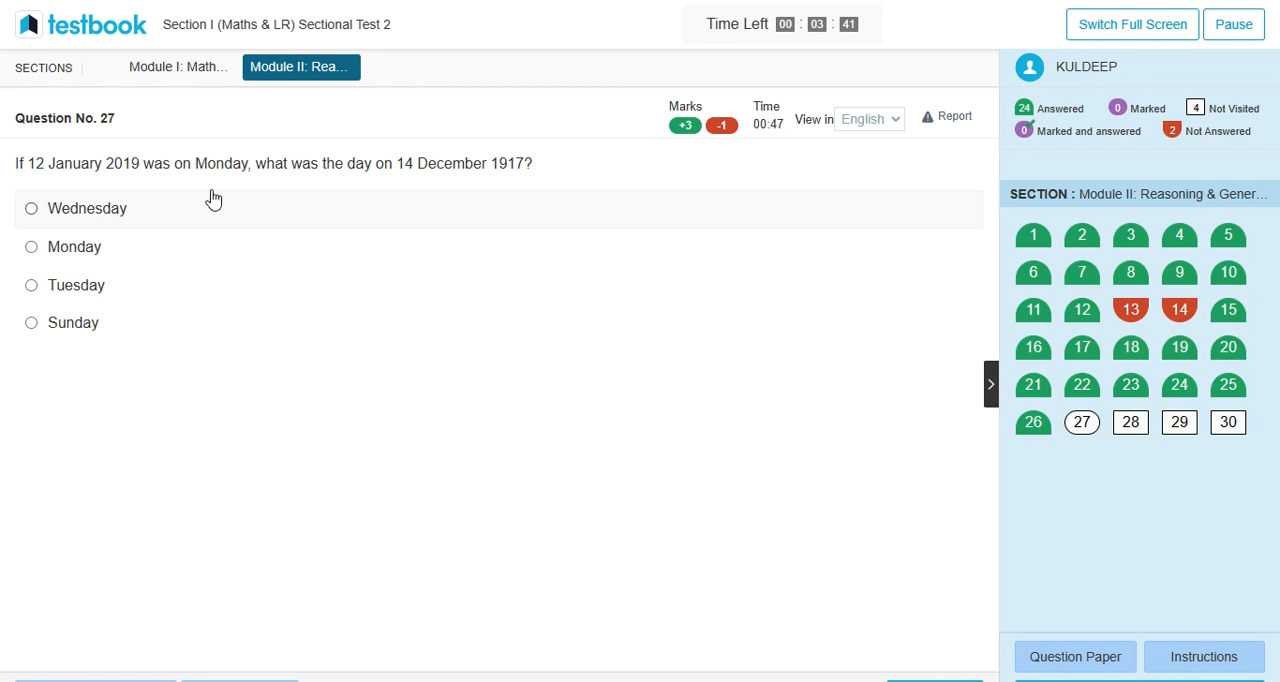 testbook Section I (Maths & LR) Sectional Test 2 Time Left 00 : 03 : 41 Switch Full Screen Pause
SECTIONS Module I: Math... Module II: Rea... KULDEEP
Question No. 27 Marks Time View in English Report
+3 -1 00:47
24 Answered 0 Marked 4 Not Visited
0 Marked and answered 2 Not Answered
If 12 January 2019 was on Monday, what was the day on 14 December 1917?
Wednesday
Monday
Tuesday
Sunday
SECTION : Module II: Reasoning & Gener...
1 2 3 4 5
6 7 8 9 10
11 12 13 14 15
16 17 18 19 20
21 22 23 24 25
26 27 28 29 30
Question Paper Instructions